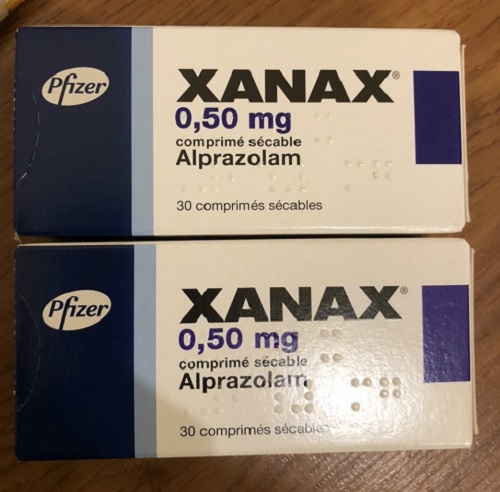 Pfizer
XANAX®
0,50 mg
comprimé sécable
Alprazolam
30 comprimés sécables
Pfizer
XANAX®
0,50 mg
comprimé sécable
Alprazolam
30 comprimés sécables